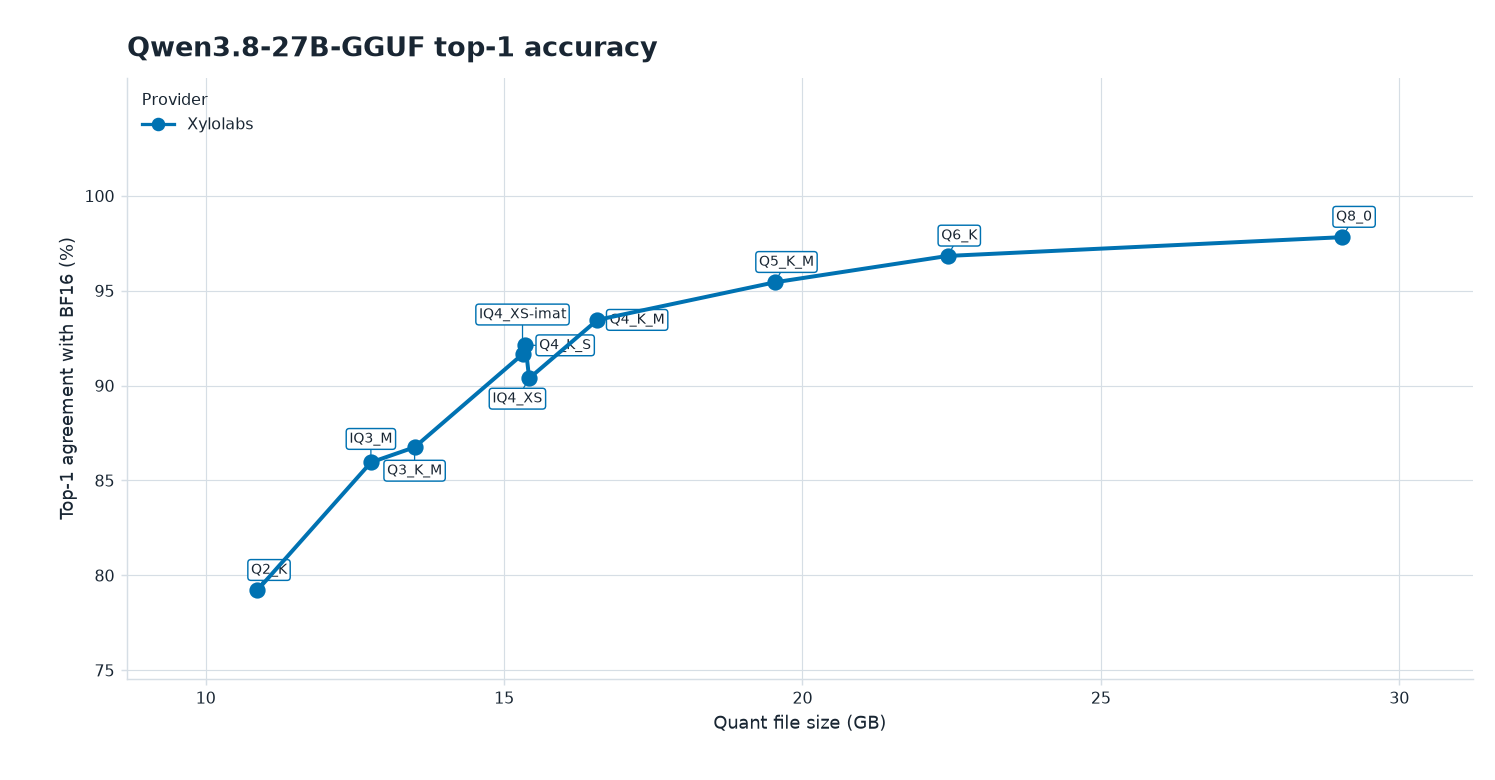 Qwen3.8-27B-GGUF top-1 accuracy
Provider
Xylolabs
100
95
90
85
80
75
Top-1 agreement with BF16 (%)
Q8_0
Q6_K
Q5_K_M
IQ4_XS-imat
Q4_K_M
Q4_K_S
IQ4_XS
IQ3_M
Q3_K_M
Q2_K
10
15
20
25
30
Quant file size (GB)